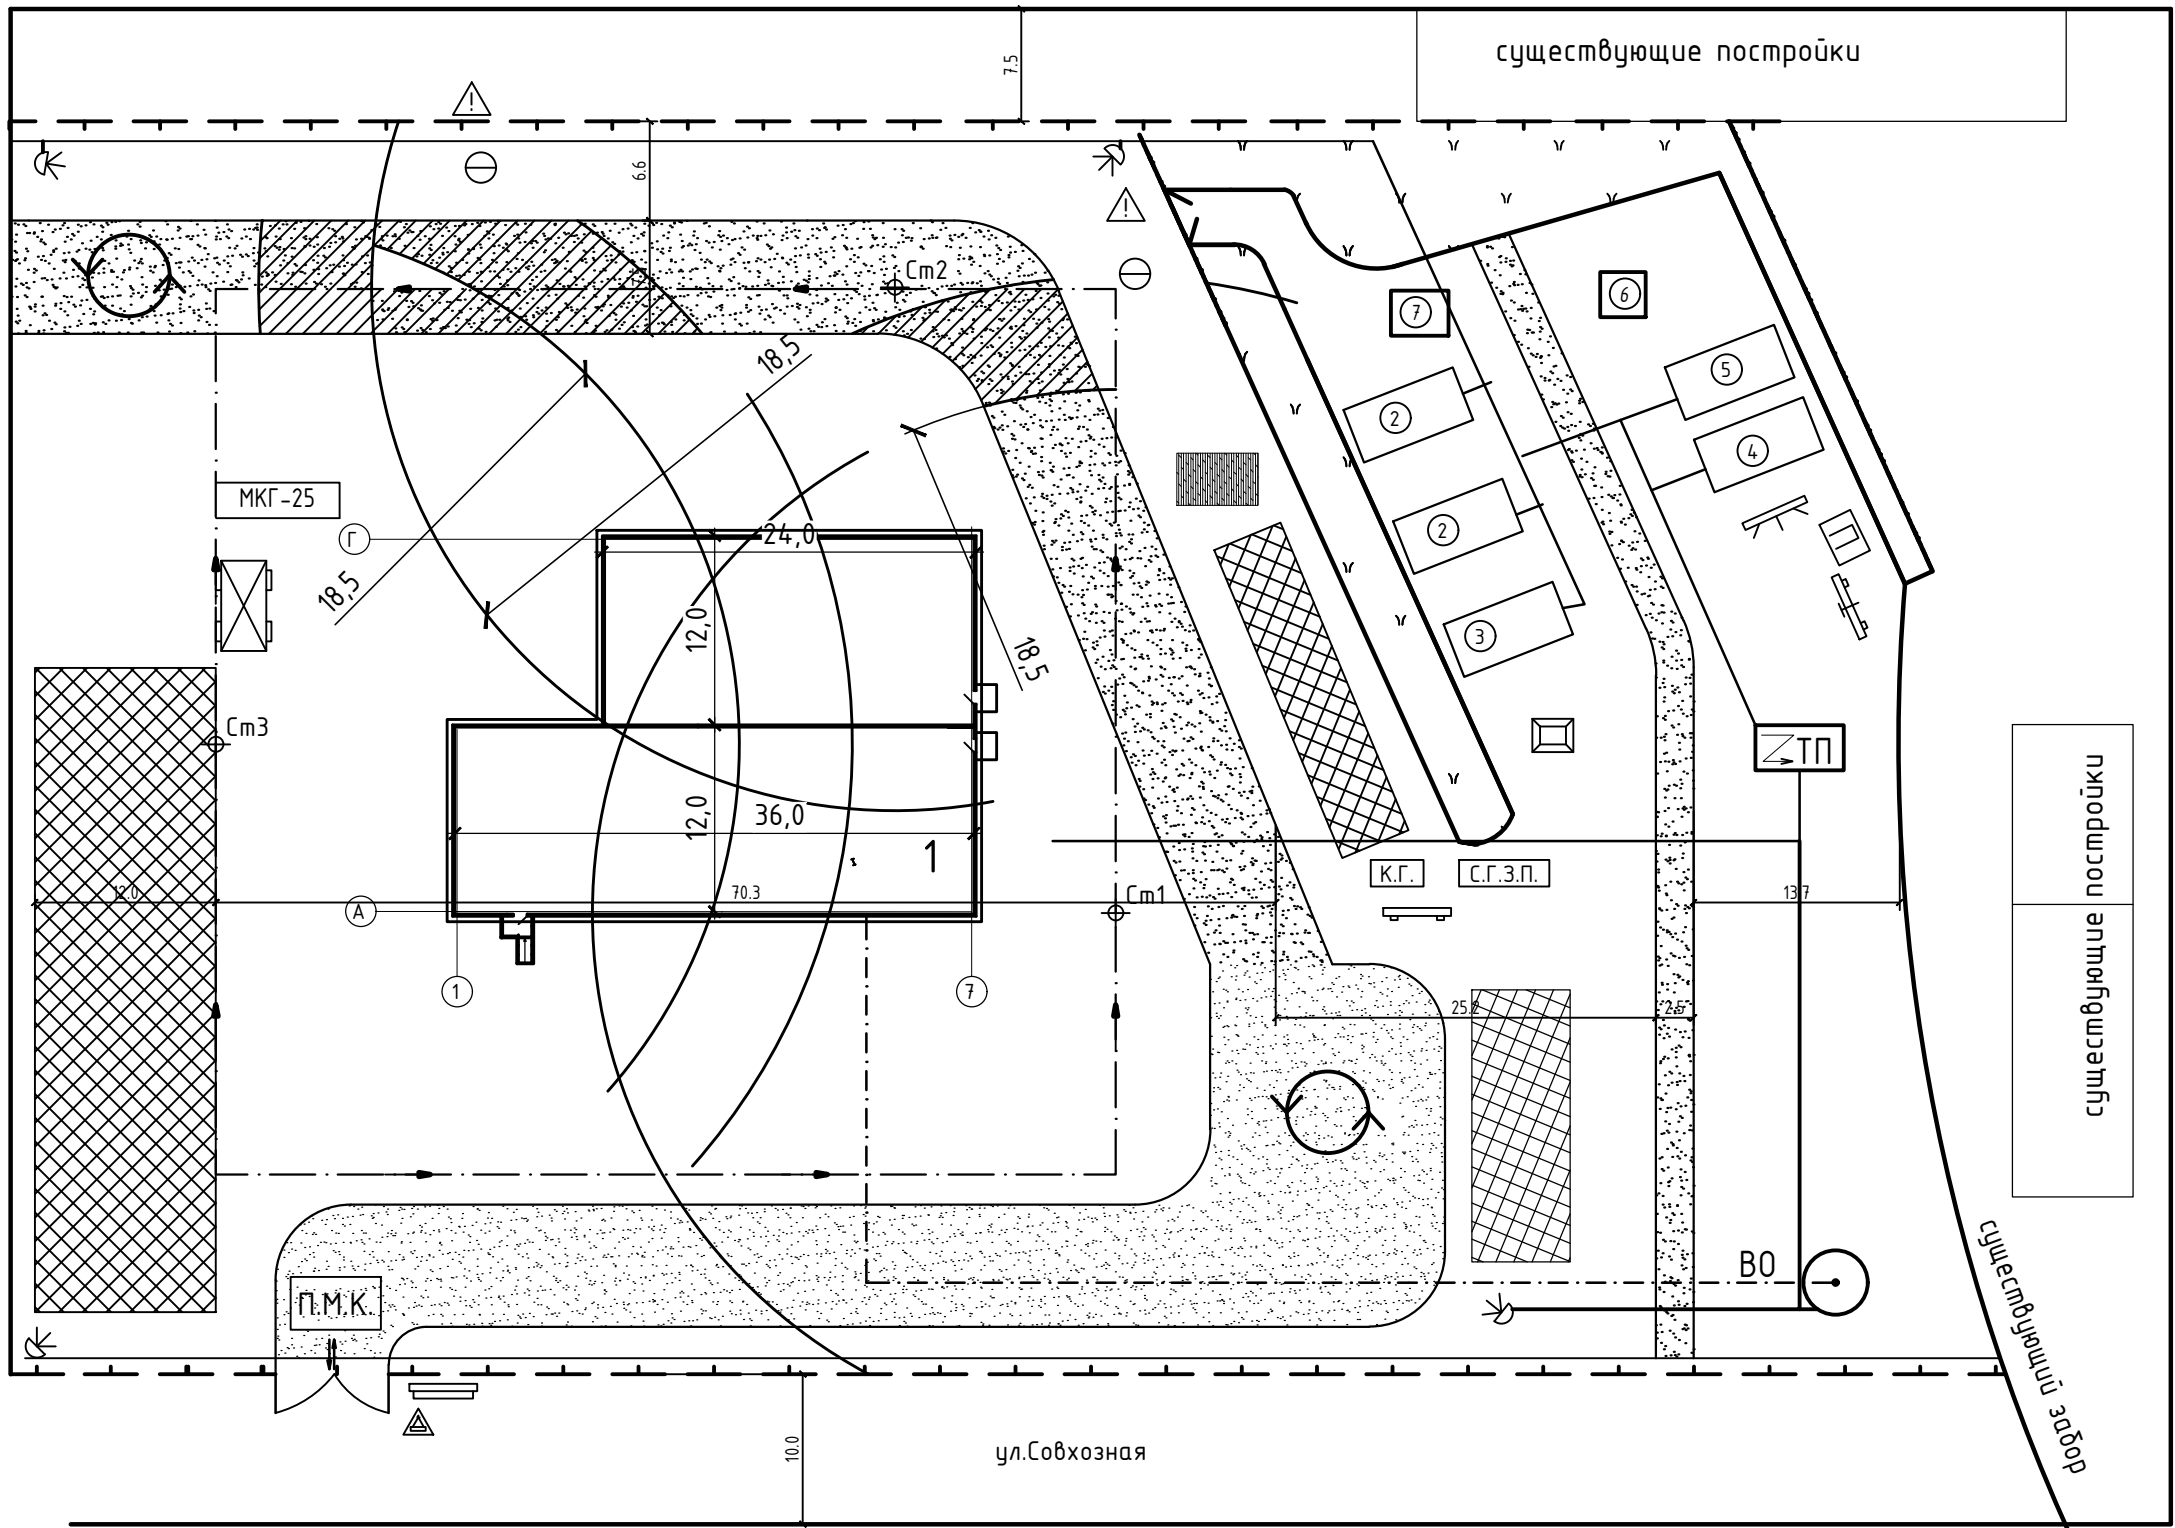 существующие постройки
7.5
6.6
Ст2
7
6
18,5
5
2
4
МКГ-25
24,0
Г
2
18,5
12,0
3
18,5
Ст3
ТП
12,0
36,0
1
К.Г.
С.Г.З.П.
12.0
70.3
Ст1
13.7
А
1
7
25.2
2.5
существующие постройки
существующие постройки
ВО
П.М.К.
существующий забор
10.0
ул.Совхозная